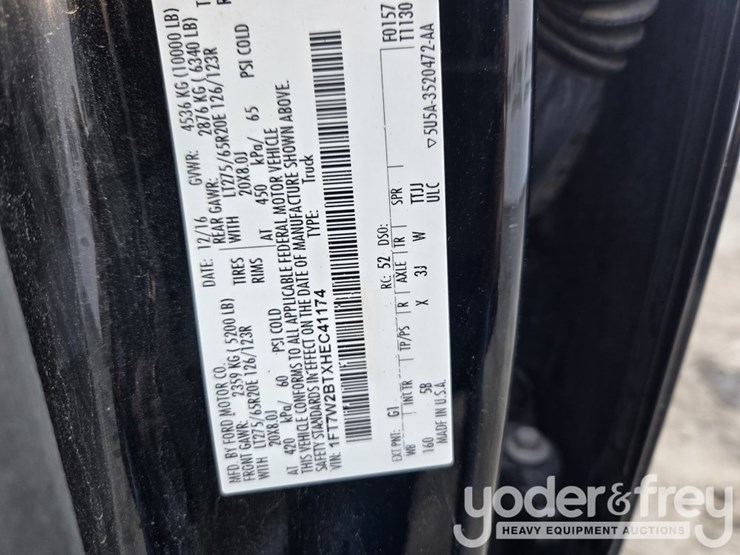 MFD. BY FORD MOTOR CO.
DATE: 12/16 GVWR: 4536 KG (10000 LB)
FRONT GAWR: 2359 KG (5200 LB) REAR GAWR: 2876 KG (6340 LB)
WITH LT275/65R20E 126/123R TIRES WITH LT275/65R20E 126/123R
20X8.0J RIMS 20X8.0J
AT 420 kPa/ 60 PSI COLD AT 450 kPa/ 65 PSI COLD
THIS VEHICLE CONFORMS TO ALL APPLICABLE FEDERAL MOTOR VEHICLE
SAFETY STANDARDS IN EFFECT ON THE DATE OF MANUFACTURE SHOWN ABOVE.
VIN: 1FT7W2BTXHEC41174 TYPE: Truck
F0157
T1130
EXT PNT: G1 RC: 52 DSO:
WB INT TR TP/PS R AXLE TR SPR
160 5B X 3J W T1JJ
ULC
MADE IN U.S.A. ▽5U5A-3520472-AA
yoder&frey
HEAVY EQUIPMENT AUCTIONS